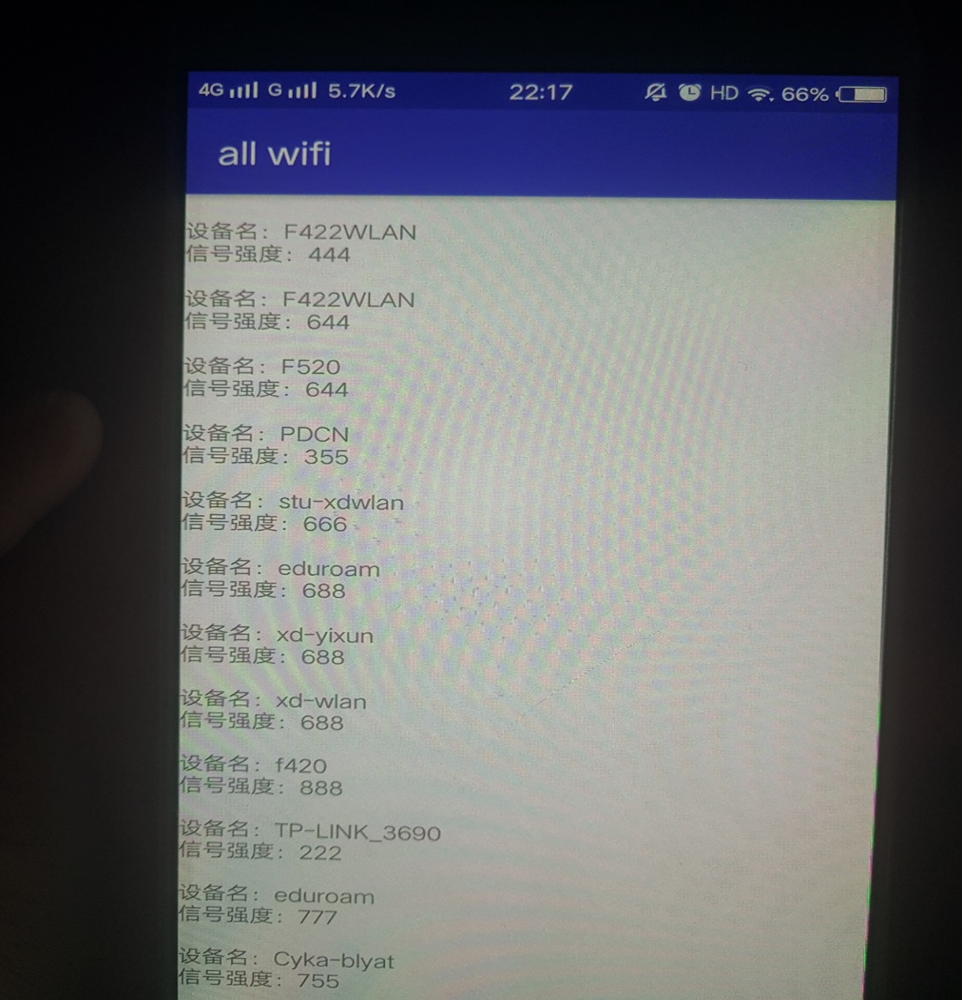 4G G 5.7K/s 22:17 HD 66%
all wifi
设备名：F422WLAN
信号强度：444
设备名：F422WLAN
信号强度：644
设备名：F520
信号强度：644
设备名：PDCN
信号强度：355
设备名：stu-xdwlan
信号强度：666
设备名：eduroam
信号强度：688
设备名：xd-yixun
信号强度：688
设备名：xd-wlan
信号强度：688
设备名：f420
信号强度：888
设备名：TP-LINK_3690
信号强度：222
设备名：eduroam
信号强度：777
设备名：Cyka-blyat
信号强度：755